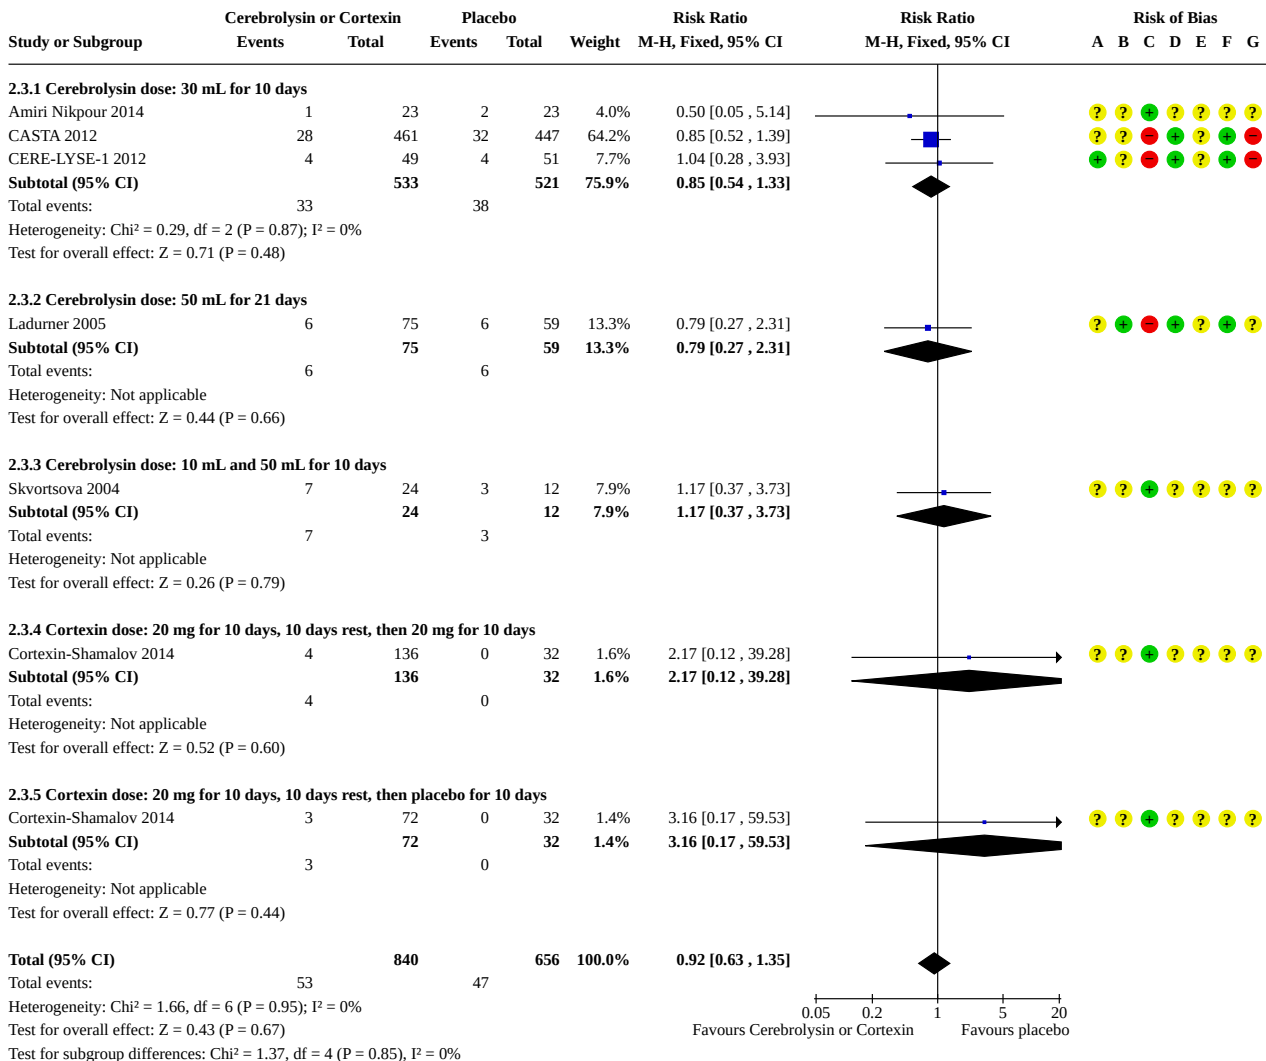 Cerebrolysin or Cortexin Placebo Risk Ratio Risk Ratio Risk of Bias
Study or Subgroup Events Total Events Total Weight M-H, Fixed, 95% CI M-H, Fixed, 95% CI A B C D E F G
2.3.1 Cerebrolysin dose: 30 mL for 10 days
Amiri Nikpour 2014 1 23 2 23 4.0% 0.50 [0.05 , 5.14] ? ? + ? ? ? ?
CASTA 2012 28 461 32 447 64.2% 0.85 [0.52 , 1.39] ? ? − + ? + −
CERE-LYSE-1 2012 4 49 4 51 7.7% 1.04 [0.28 , 3.93] + ? − + ? + −
Subtotal (95% CI) 533 521 75.9% 0.85 [0.54 , 1.33]
Total events: 33 38
Heterogeneity: Chi² = 0.29, df = 2 (P = 0.87); I² = 0%
Test for overall effect: Z = 0.71 (P = 0.48)
2.3.2 Cerebrolysin dose: 50 mL for 21 days
Ladurner 2005 6 75 6 59 13.3% 0.79 [0.27 , 2.31] ? + − + ? + ?
Subtotal (95% CI) 75 59 13.3% 0.79 [0.27 , 2.31]
Total events: 6 6
Heterogeneity: Not applicable
Test for overall effect: Z = 0.44 (P = 0.66)
2.3.3 Cerebrolysin dose: 10 mL and 50 mL for 10 days
Skvortsova 2004 7 24 3 12 7.9% 1.17 [0.37 , 3.73] ? ? + ? ? ? ?
Subtotal (95% CI) 24 12 7.9% 1.17 [0.37 , 3.73]
Total events: 7 3
Heterogeneity: Not applicable
Test for overall effect: Z = 0.26 (P = 0.79)
2.3.4 Cortexin dose: 20 mg for 10 days, 10 days rest, then 20 mg for 10 days
Cortexin-Shamalov 2014 4 136 0 32 1.6% 2.17 [0.12 , 39.28] ? ? + ? ? ? ?
Subtotal (95% CI) 136 32 1.6% 2.17 [0.12 , 39.28]
Total events: 4 0
Heterogeneity: Not applicable
Test for overall effect: Z = 0.52 (P = 0.60)
2.3.5 Cortexin dose: 20 mg for 10 days, 10 days rest, then placebo for 10 days
Cortexin-Shamalov 2014 3 72 0 32 1.4% 3.16 [0.17 , 59.53] ? ? + ? ? ? ?
Subtotal (95% CI) 72 32 1.4% 3.16 [0.17 , 59.53]
Total events: 3 0
Heterogeneity: Not applicable
Test for overall effect: Z = 0.77 (P = 0.44)
Total (95% CI) 840 656 100.0% 0.92 [0.63 , 1.35]
Total events: 53 47
Heterogeneity: Chi² = 1.66, df = 6 (P = 0.95); I² = 0%
Test for overall effect: Z = 0.43 (P = 0.67)
Test for subgroup differences: Chi² = 1.37, df = 4 (P = 0.85), I² = 0%
0.05 0.2 1 5 20
Favours Cerebrolysin or Cortexin Favours placebo